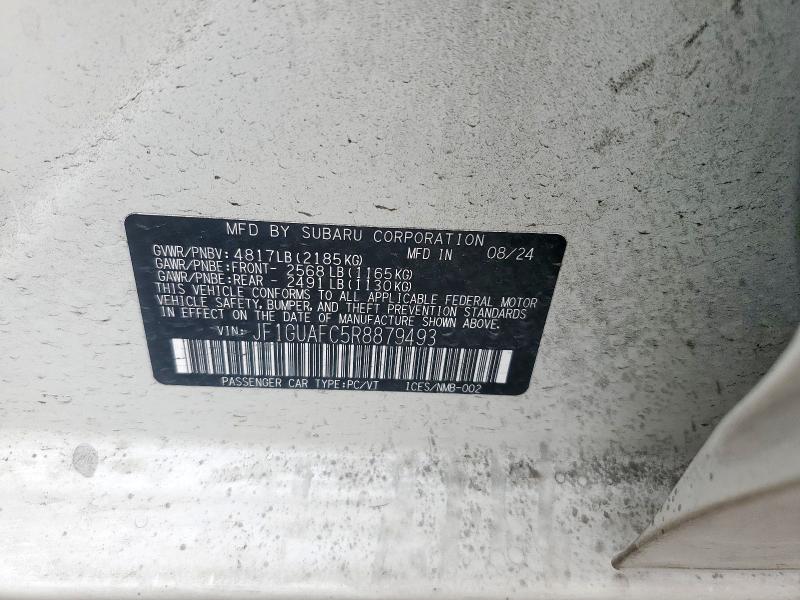 MFD BY SUBARU CORPORATION
GVWR/PNBV: 4817LB(2185KG) MFD IN 08/24
GAWR/PNBE:FRONT- 2568LB(1165KG)
GAWR/PNBE:REAR - 2491LB(1130KG)
THIS VEHICLE CONFORMS TO ALL APPLICABLE FEDERAL MOTOR
VEHICLE SAFETY, BUMPER, AND THEFT PREVENTION STANDARDS
IN EFFECT ON THE DATE OF MANUFACTURE SHOWN ABOVE.
VIN: JF1GUAFC5R8879493
PASSENGER CAR TYPE:PC/VT ICES/NMB-002